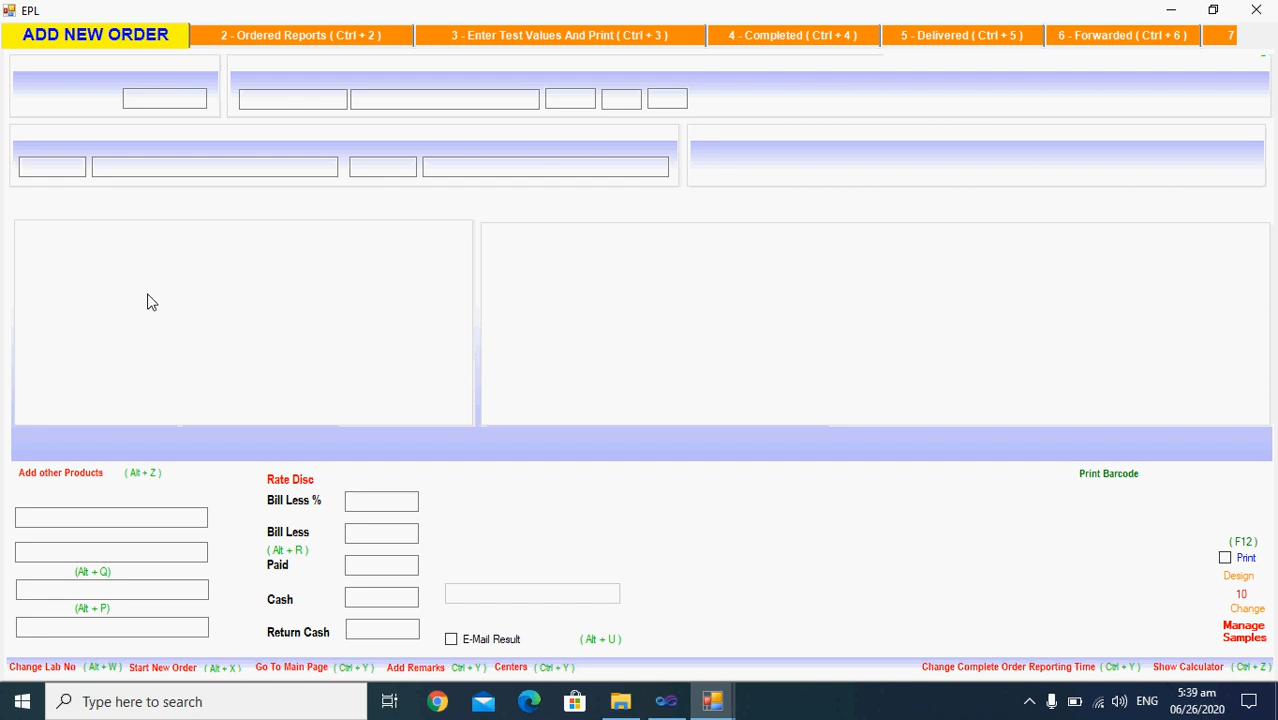 EPL
ADD NEW ORDER
2 - Ordered Reports ( Ctrl + 2 )
3 - Enter Test Values And Print ( Ctrl + 3 )
4 - Completed ( Ctrl + 4 )
5 - Delivered ( Ctrl + 5 )
6 - Forwarded ( Ctrl + 6 )
7
Add other Products ( Alt + Z )
Print Barcode
Rate Disc
Bill Less %
Bill Less
( Alt + R )
Paid
Cash
Return Cash
(Alt + Q)
(Alt + P)
E-Mail Result ( Alt + U )
( F12 )
Print
Design
10
Change
Manage
Samples
Change Lab No ( Alt + W ) Start New Order ( Alt + X ) Go To Main Page ( Ctrl + Y ) Add Remarks Ctrl + Y ) Centers ( Ctrl + Y )
Change Complete Order Reporting Time ( Ctrl + Y ) Show Calculator ( Ctrl + Z )
Type here to search
ENG
5:39 am
06/26/2020